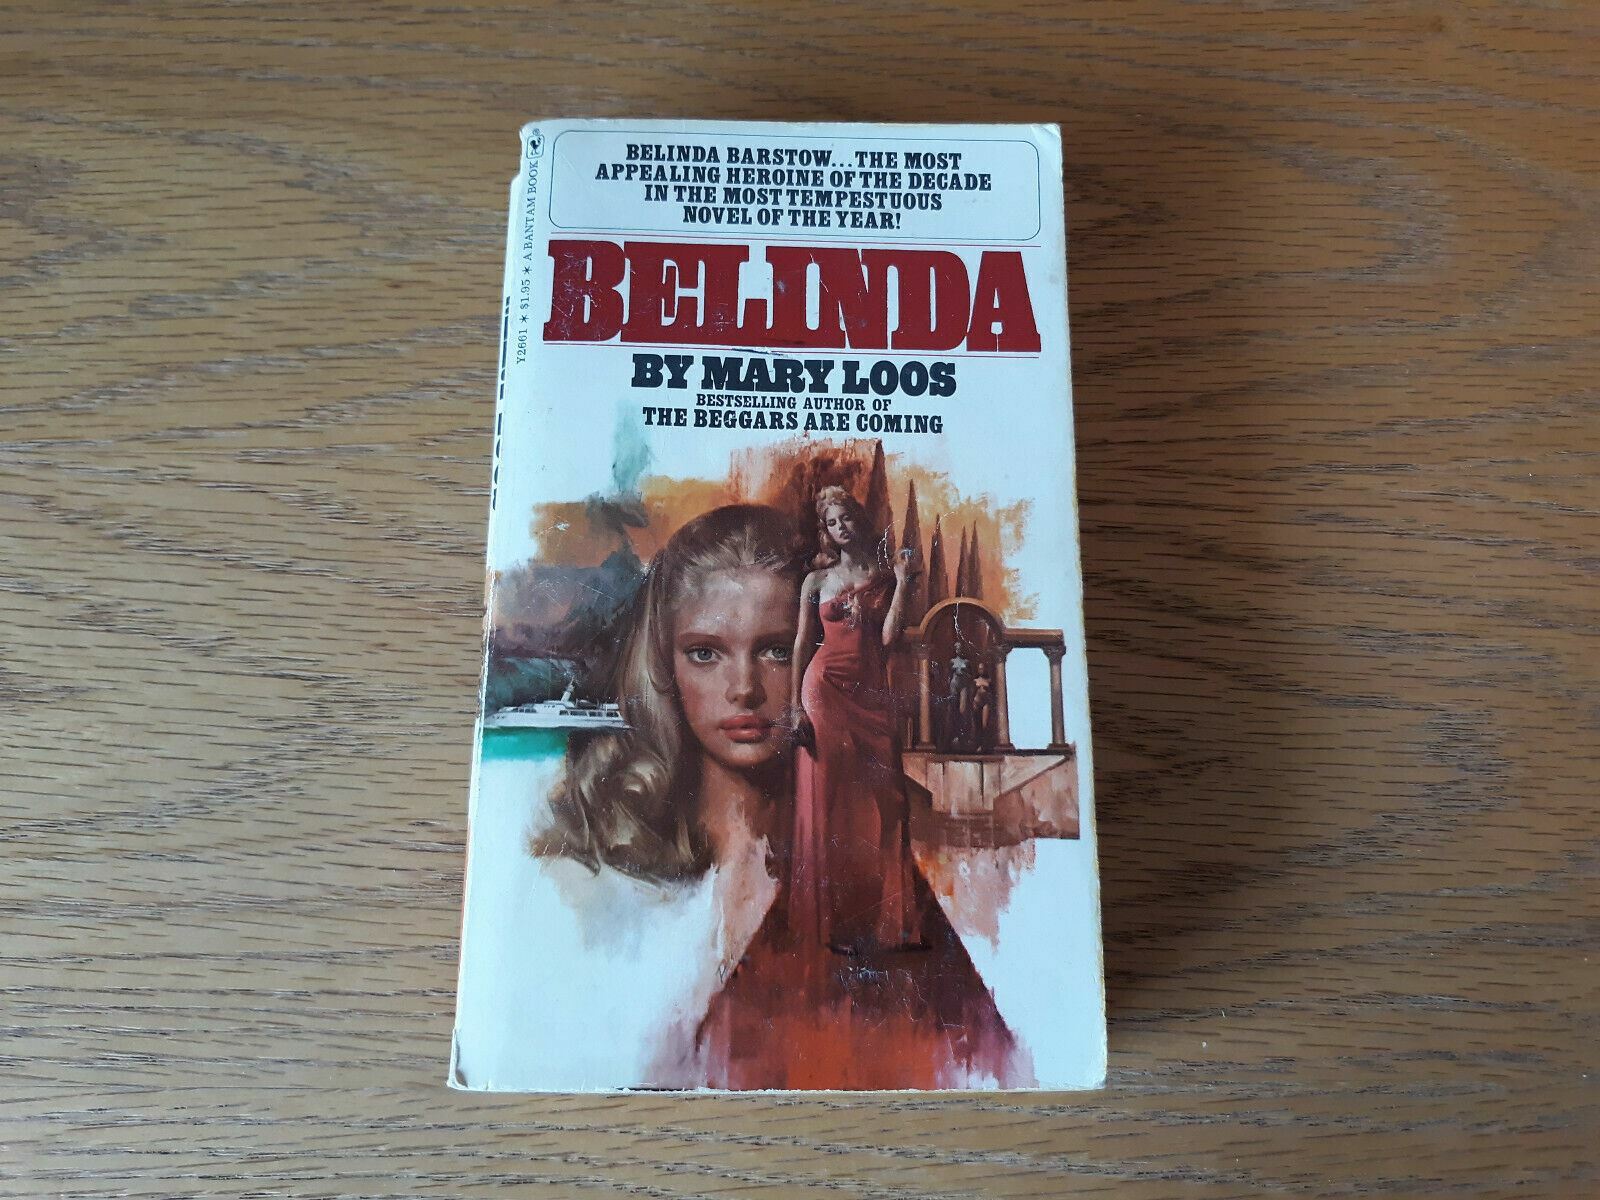 BELINDA BARSTOW...THE MOST
APPEALING HEROINE OF THE DECADE
IN THE MOST TEMPESTUOUS
NOVEL OF THE YEAR!
BELINDA
BY MARY LOOS
BESTSELLING AUTHOR OF
THE BEGGARS ARE COMING
Y2661 * $1.95 * A BANTAM BOOK